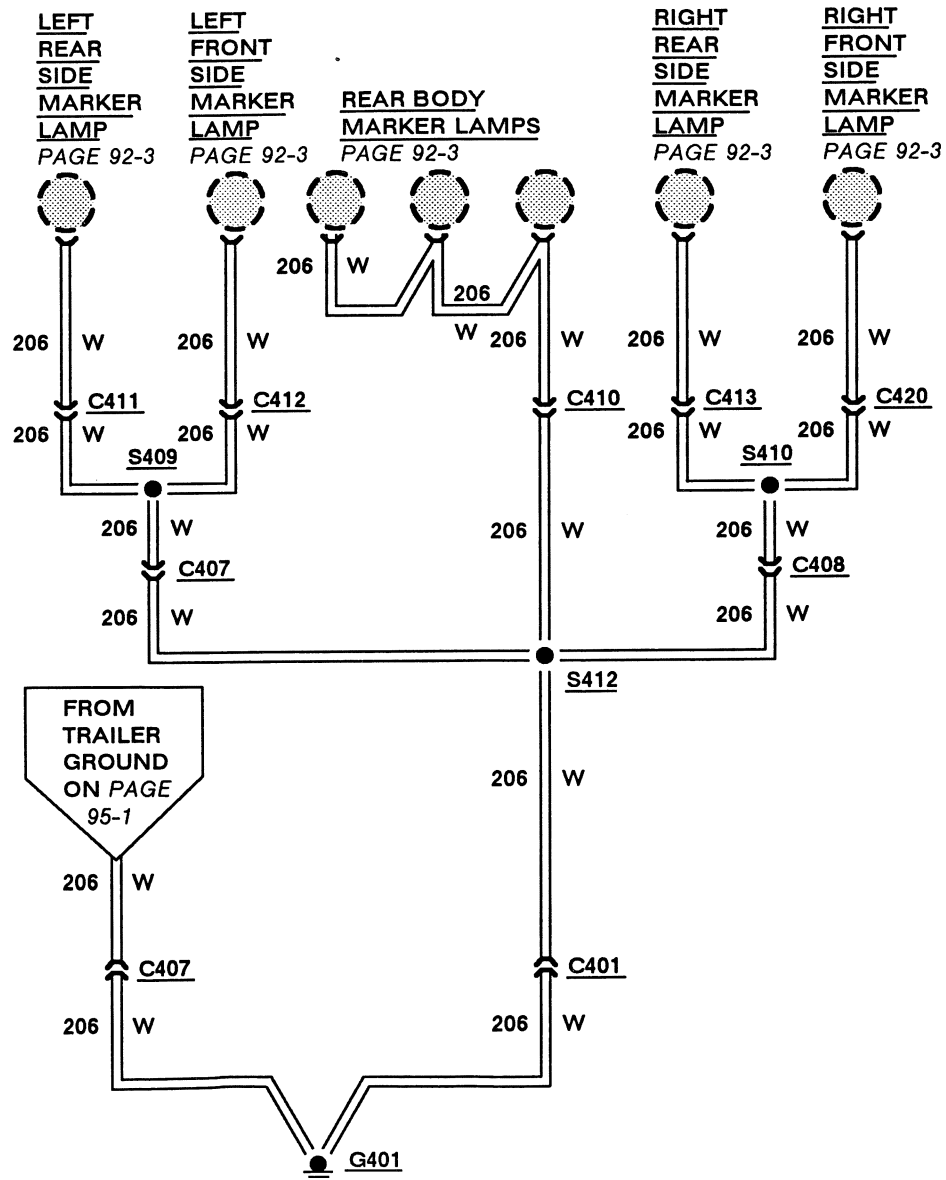 LEFT
REAR
SIDE
MARKER
LAMP
PAGE 92-3
LEFT
FRONT
SIDE
MARKER
LAMP
PAGE 92-3
REAR BODY
MARKER LAMPS
PAGE 92-3
RIGHT
REAR
SIDE
MARKER
LAMP
PAGE 92-3
RIGHT
FRONT
SIDE
MARKER
LAMP
PAGE 92-3
206 W
206
W
206 W
206 W
206 W
206 W
206 W
C411
C412
C410
C413
C420
206 W
206 W
206 W
206 W
S409
S410
206 W
206 W
206 W
C407
C408
206 W
206 W
S412
FROM
TRAILER
GROUND
ON PAGE
95-1
206 W
206 W
C407
C401
206 W
206 W
G401